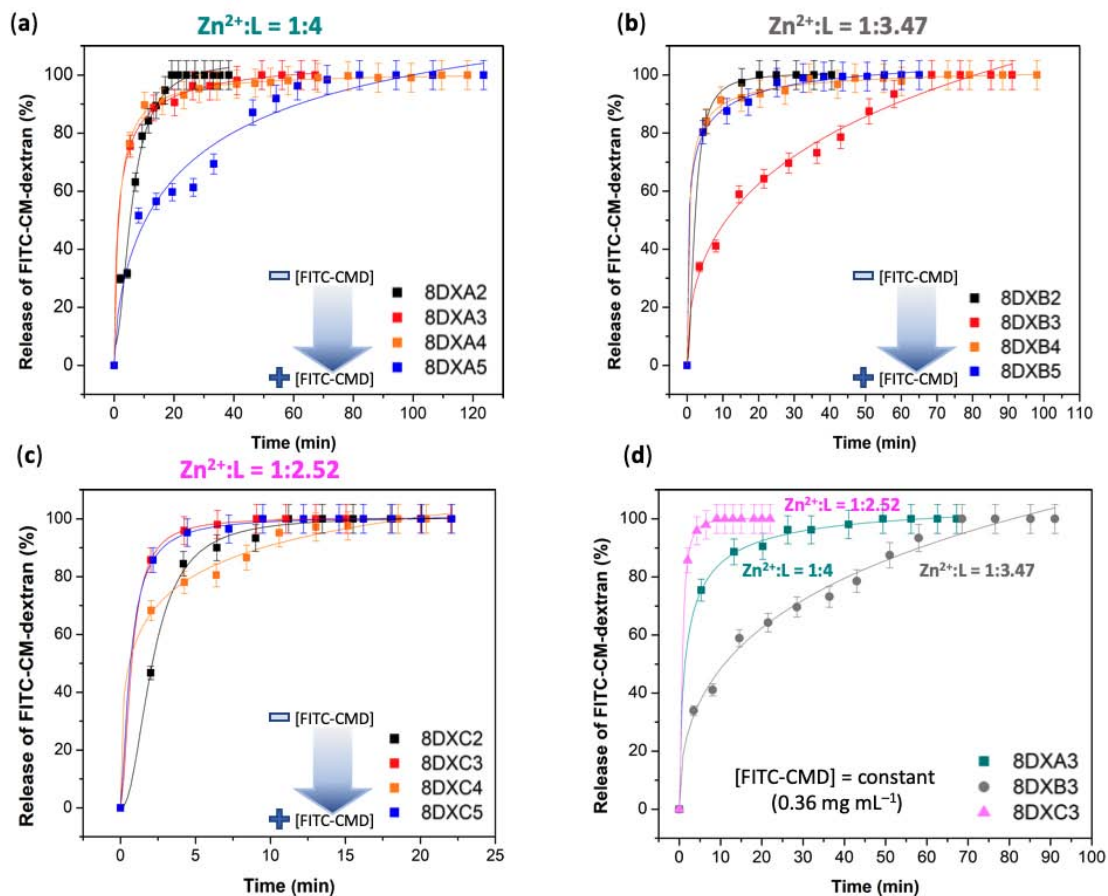 (a)
Zn²⁺:L = 1:4
Release of FITC-CM-dextran (%)
100
80
60
40
20
0
[FITC-CMD]
[FITC-CMD]
8DXA2
8DXA3
8DXA4
8DXA5
0 20 40 60 80 100 120
Time (min)
(b)
Zn²⁺:L = 1:3.47
Release of FITC-CM-dextran (%)
100
80
60
40
20
0
[FITC-CMD]
[FITC-CMD]
8DXB2
8DXB3
8DXB4
8DXB5
0 10 20 30 40 50 60 70 80 90 100 110
Time (min)
(c)
Zn²⁺:L = 1:2.52
Release of FITC-CM-dextran (%)
100
80
60
40
20
0
[FITC-CMD]
[FITC-CMD]
8DXC2
8DXC3
8DXC4
8DXC5
0 5 10 15 20 25
Time (min)
(d)
Release of FITC-CM-dextran (%)
100
80
60
40
20
0
Zn²⁺:L = 1:2.52
Zn²⁺:L = 1:4
Zn²⁺:L = 1:3.47
[FITC-CMD] = constant
(0.36 mg mL⁻¹)
8DXA3
8DXB3
8DXC3
0 10 20 30 40 50 60 70 80 90 100
Time (min)